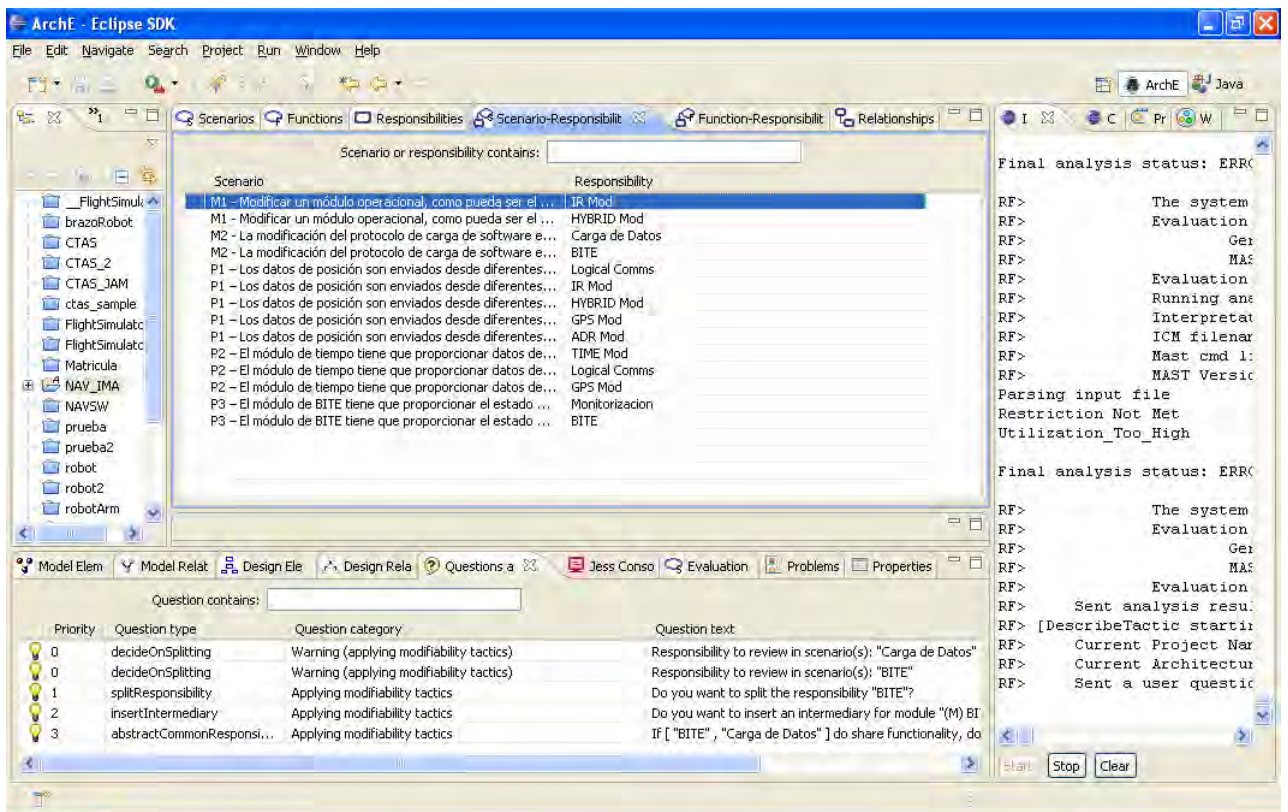 ArchE - Eclipse SDK
File Edit Navigate Search Project Run Window Help
ArchE Java
1
Scenarios Functions Responsibilities Scenario-Responsibilit Function-Responsibilit Relationships
I C Pr W
Scenario or responsibility contains:
Scenario Responsibility
M1 - Modificar un módulo operacional, como pueda ser el ... IR Mod
M1 - Modificar un módulo operacional, como pueda ser el ... HYBRID Mod
M2 - La modificación del protocolo de carga de software e... Carga de Datos
M2 - La modificación del protocolo de carga de software e... BITE
P1 – Los datos de posición son enviados desde diferentes... Logical Comms
P1 – Los datos de posición son enviados desde diferentes... IR Mod
P1 – Los datos de posición son enviados desde diferentes... HYBRID Mod
P1 – Los datos de posición son enviados desde diferentes... GPS Mod
P1 – Los datos de posición son enviados desde diferentes... ADR Mod
P2 – El módulo de tiempo tiene que proporcionar datos de... TIME Mod
P2 – El módulo de tiempo tiene que proporcionar datos de... Logical Comms
P2 – El módulo de tiempo tiene que proporcionar datos de... GPS Mod
P3 – El módulo de BITE tiene que proporcionar el estado ... Monitorizacion
P3 – El módulo de BITE tiene que proporcionar el estado ... BITE
__FlightSimul
brazoRobot
CTAS
CTAS_2
CTAS_JAM
ctas_sample
FlightSimulatc
FlightSimulatc
Matricula
NAV_IMA
NAVSW
prueba
prueba2
robot
robot2
robotArm
Final analysis status: ERR
RF> The system
RF> Evaluation
RF> Ger
RF> MAS
RF> Evaluation
RF> Running ana
RF> Interpretat
RF> ICM filenam
RF> Mast cmd l
RF> MAST Versic
Parsing input file
Restriction Not Met
Utilization_Too_High
Final analysis status: ERR
RF> The system
RF> Evaluation
RF> Ger
RF> MAS
RF> Evaluation
RF> Sent analysis resu
RF> [DescribeTactic startin
RF> Current Project Nam
RF> Current Architectur
RF> Sent a user questic
Start Stop Clear
Model Elem Model Relat Design Ele Design Rela Questions a Jess Conso Evaluation Problems Properties
Question contains:
Priority Question type Question category Question text
0 decideOnSplitting Warning (applying modifiability tactics) Responsibility to review in scenario(s): "Carga de Datos"
0 decideOnSplitting Warning (applying modifiability tactics) Responsibility to review in scenario(s): "BITE"
1 splitResponsibility Applying modifiability tactics Do you want to split the responsibility "BITE"?
2 insertIntermediary Applying modifiability tactics Do you want to insert an intermediary for module "(M) BI
3 abstractCommonResponsi... Applying modifiability tactics If [ "BITE" , "Carga de Datos" ] do share functionality, do